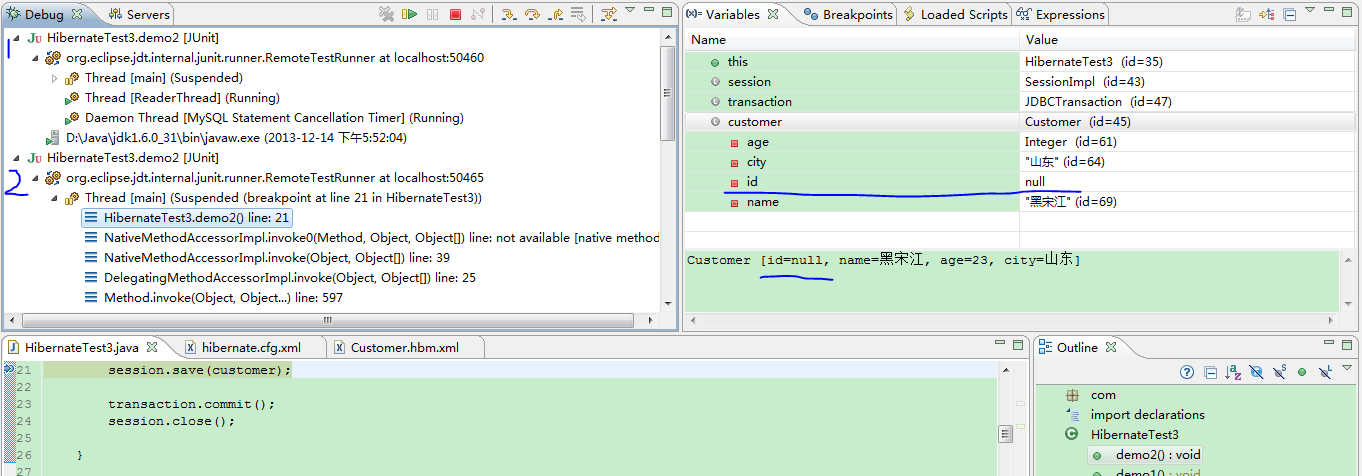 Debug
Servers
1
HibernateTest3.demo2 [JUnit]
org.eclipse.jdt.internal.junit.runner.RemoteTestRunner at localhost:50460
Thread [main] (Suspended)
Thread [ReaderThread] (Running)
Daemon Thread [MySQL Statement Cancellation Timer] (Running)
D:\Java\jdk1.6.0_31\bin\javaw.exe (2013-12-14 下午5:52:04)
HibernateTest3.demo2 [JUnit]
2
org.eclipse.jdt.internal.junit.runner.RemoteTestRunner at localhost:50465
Thread [main] (Suspended (breakpoint at line 21 in HibernateTest3))
HibernateTest3.demo2() line: 21
NativeMethodAccessorImpl.invoke0(Method, Object, Object[]) line: not available [native method
NativeMethodAccessorImpl.invoke(Object, Object[]) line: 39
DelegatingMethodAccessorImpl.invoke(Object, Object[]) line: 25
Method.invoke(Object, Object...) line: 597
(x)= Variables
Breakpoints
Loaded Scripts
Expressions
Name Value
this HibernateTest3 (id=35)
session SessionImpl (id=43)
transaction JDBCTransaction (id=47)
customer Customer (id=45)
age Integer (id=61)
city "山东" (id=64)
id null
name "黑宋江" (id=69)
Customer [id=null, name=黑宋江, age=23, city=山东]
HibernateTest3.java
hibernate.cfg.xml
Customer.hbm.xml
21 session.save(customer);
22
23 transaction.commit();
24 session.close();
25
26 }
27
Outline
com
import declarations
HibernateTest3
demo2() : void
demo1() : void